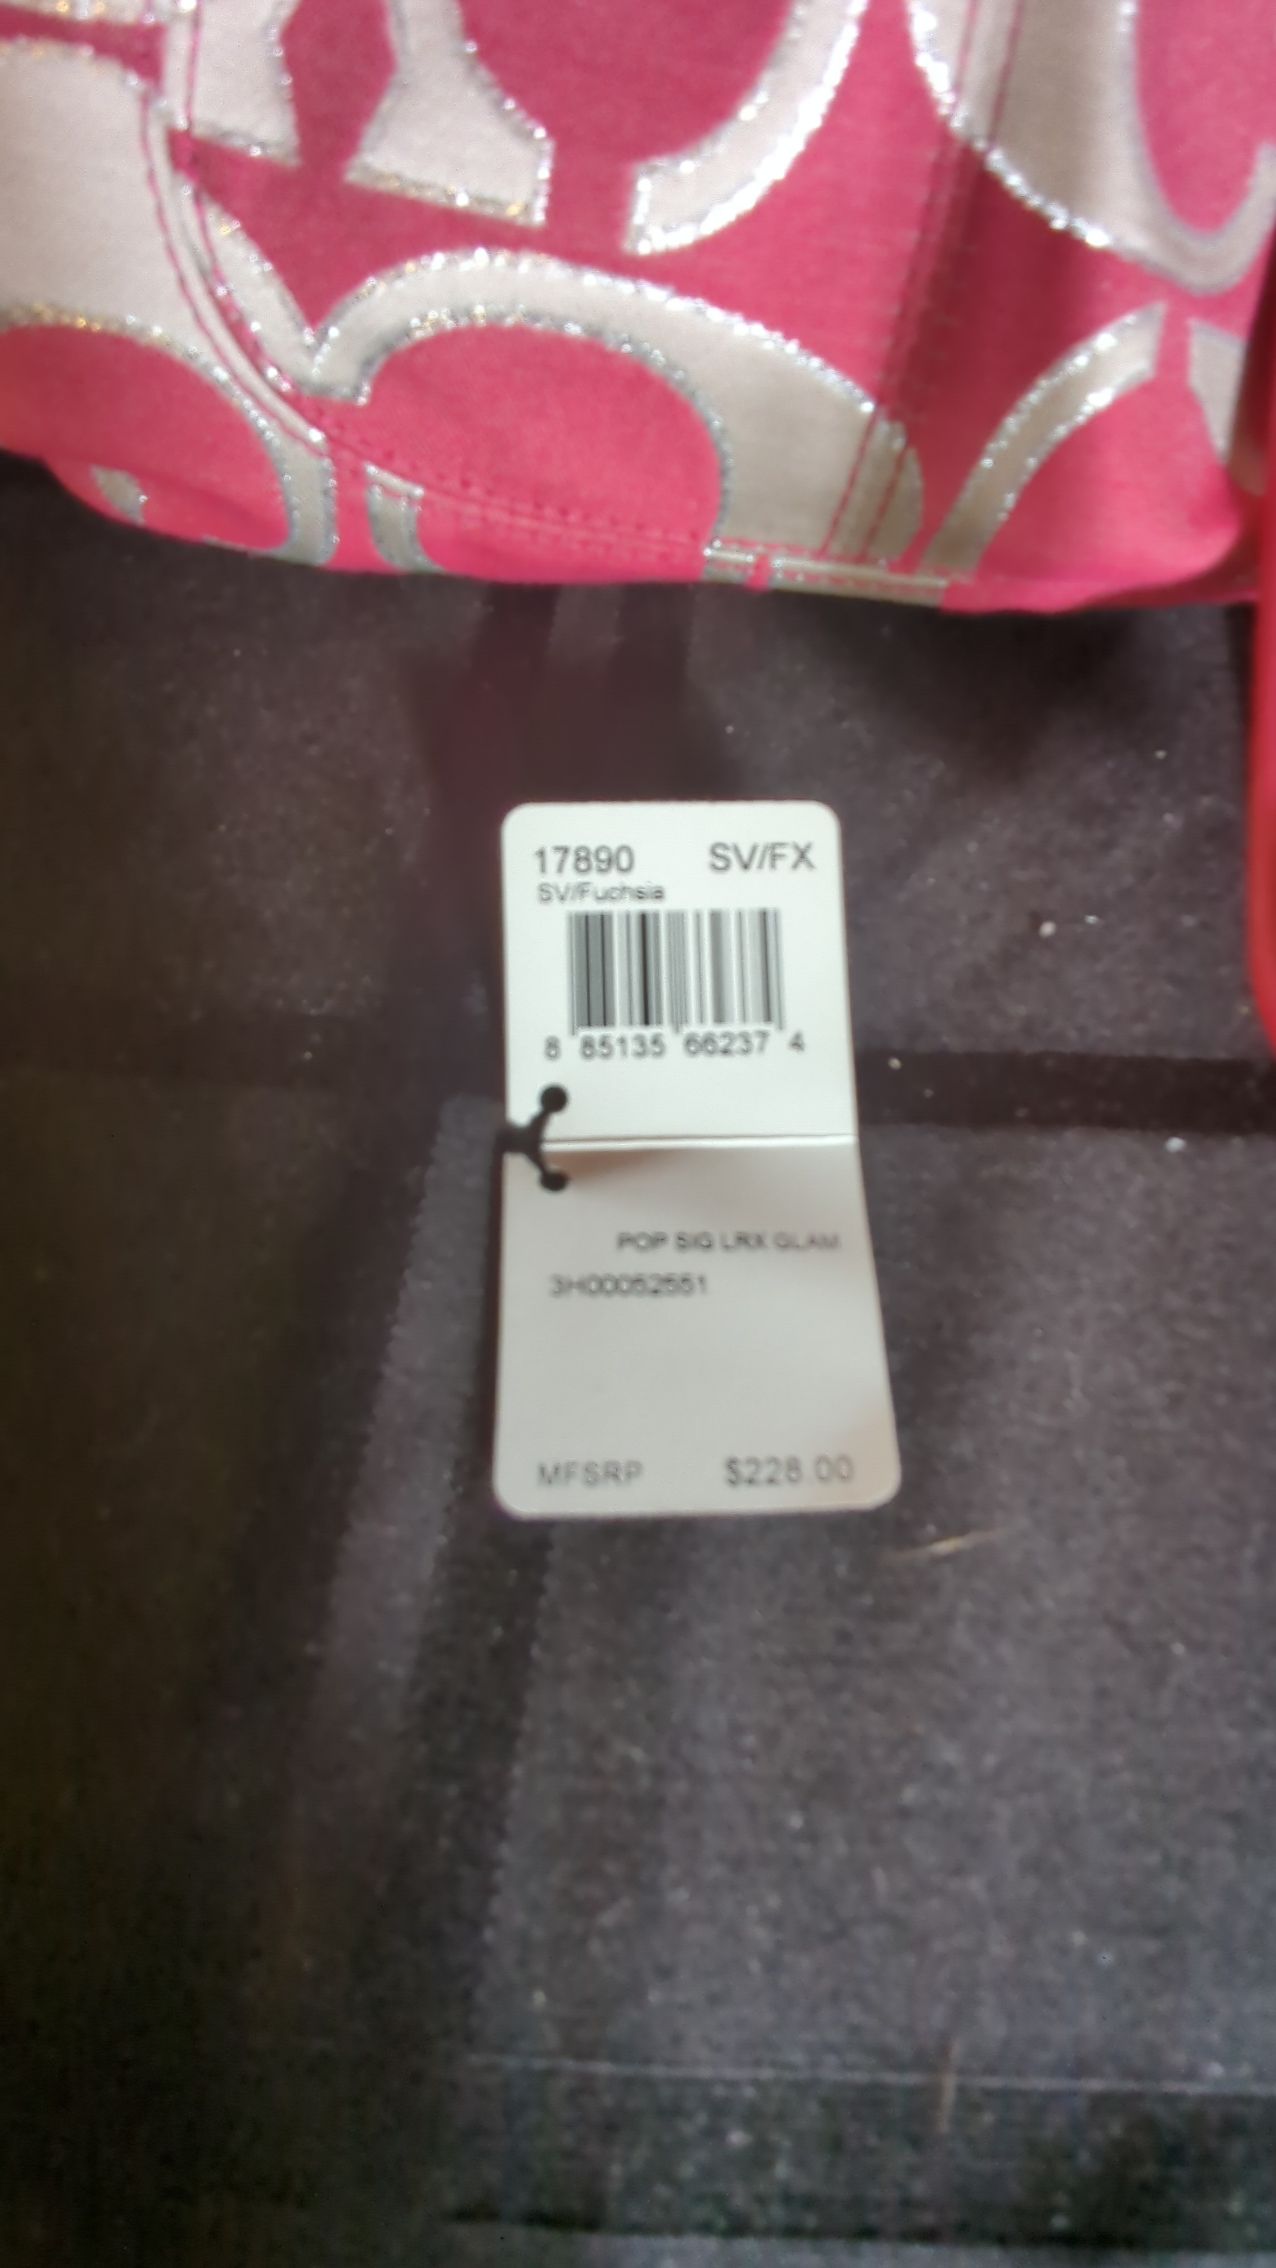 17890 SV/FX
SV/Fuchsia
8 85135 66237 4
POP SIG LRX GLAM
3H00052551
MFSRP $228.00